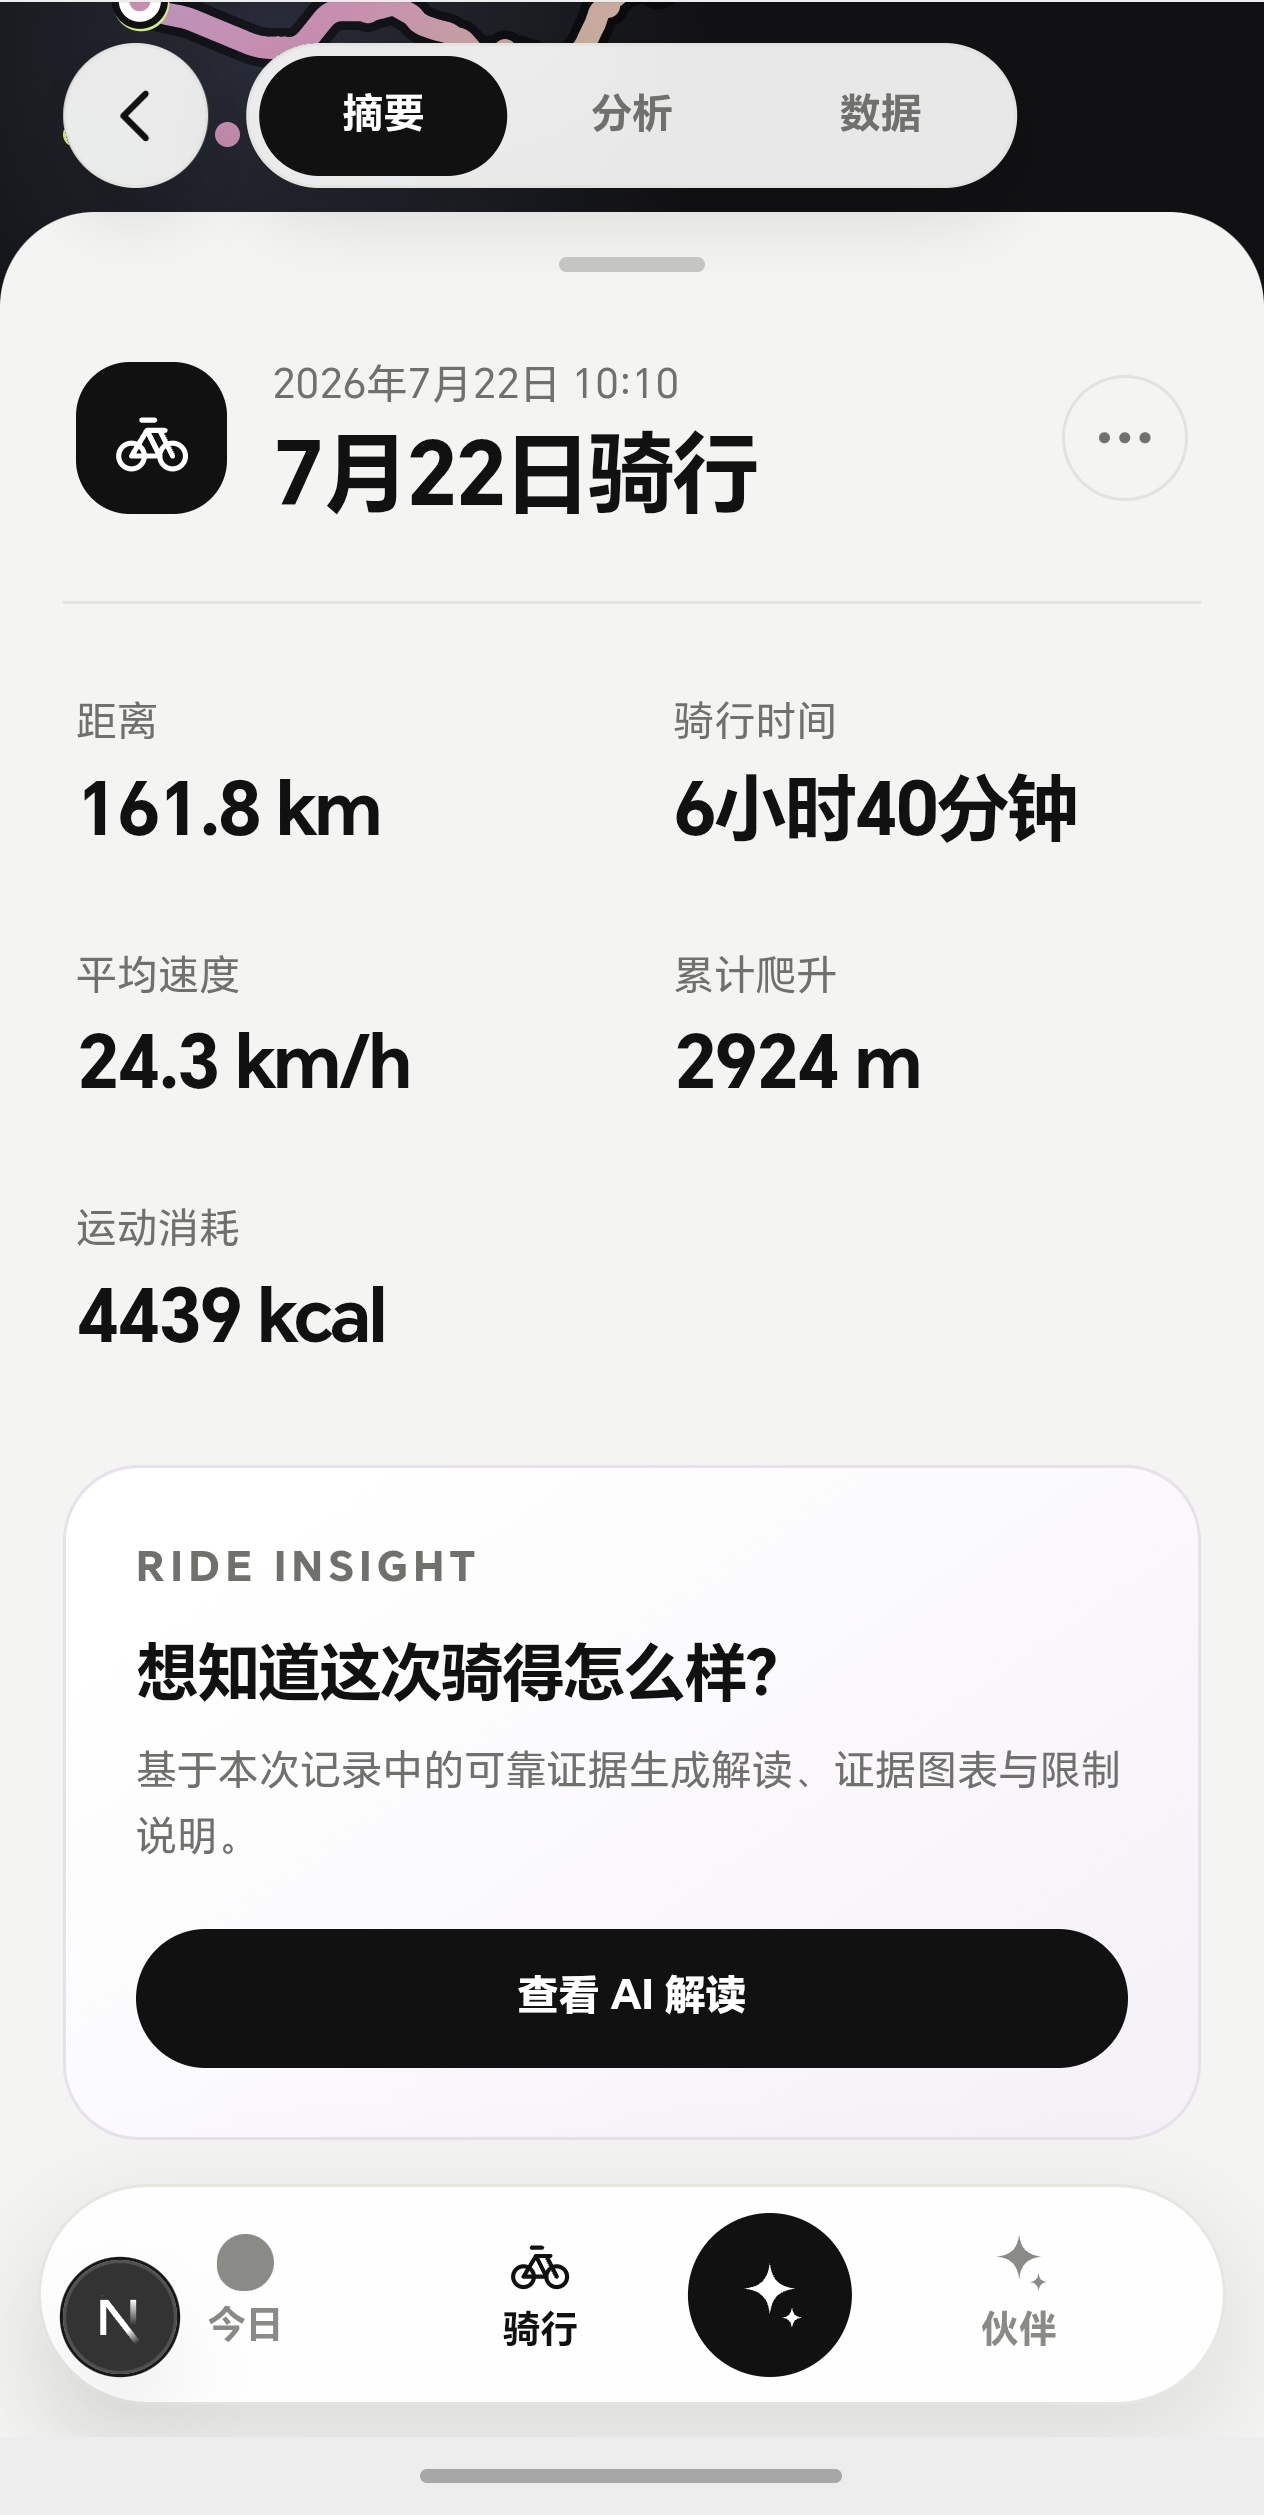 摘要
分析
数据
2026年7月22日 10:10
7月22日骑行
距离
骑行时间
161.8 km
6小时40分钟
平均速度
累计爬升
24.3 km/h
2924 m
运动消耗
4439 kcal
RIDE INSIGHT
想知道这次骑得怎么样？
基于本次记录中的可靠证据生成解读、证据图表与限制
说明。
查看 AI 解读
N
今日
骑行
伙伴